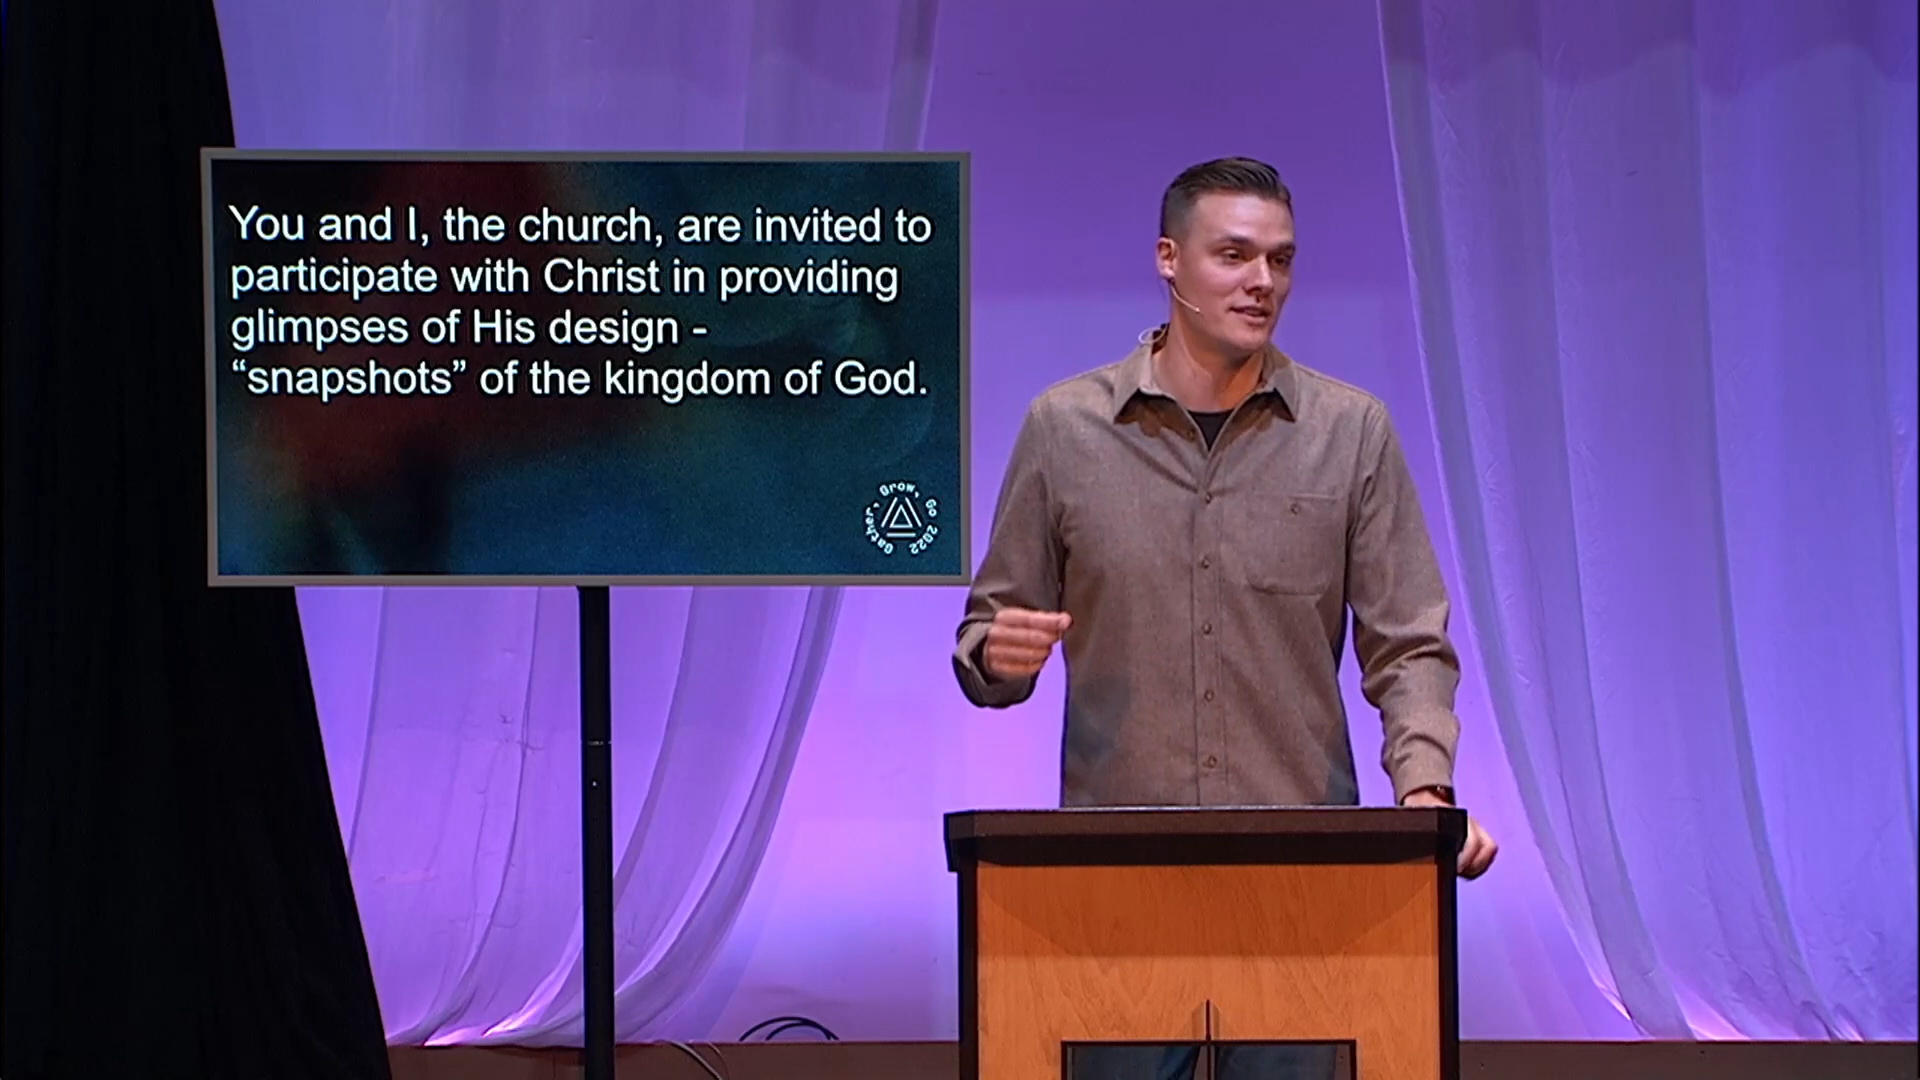 You and I, the church, are invited to
participate with Christ in providing
glimpses of His design -
“snapshots” of the kingdom of God.
Gather, Grow, Go 2022